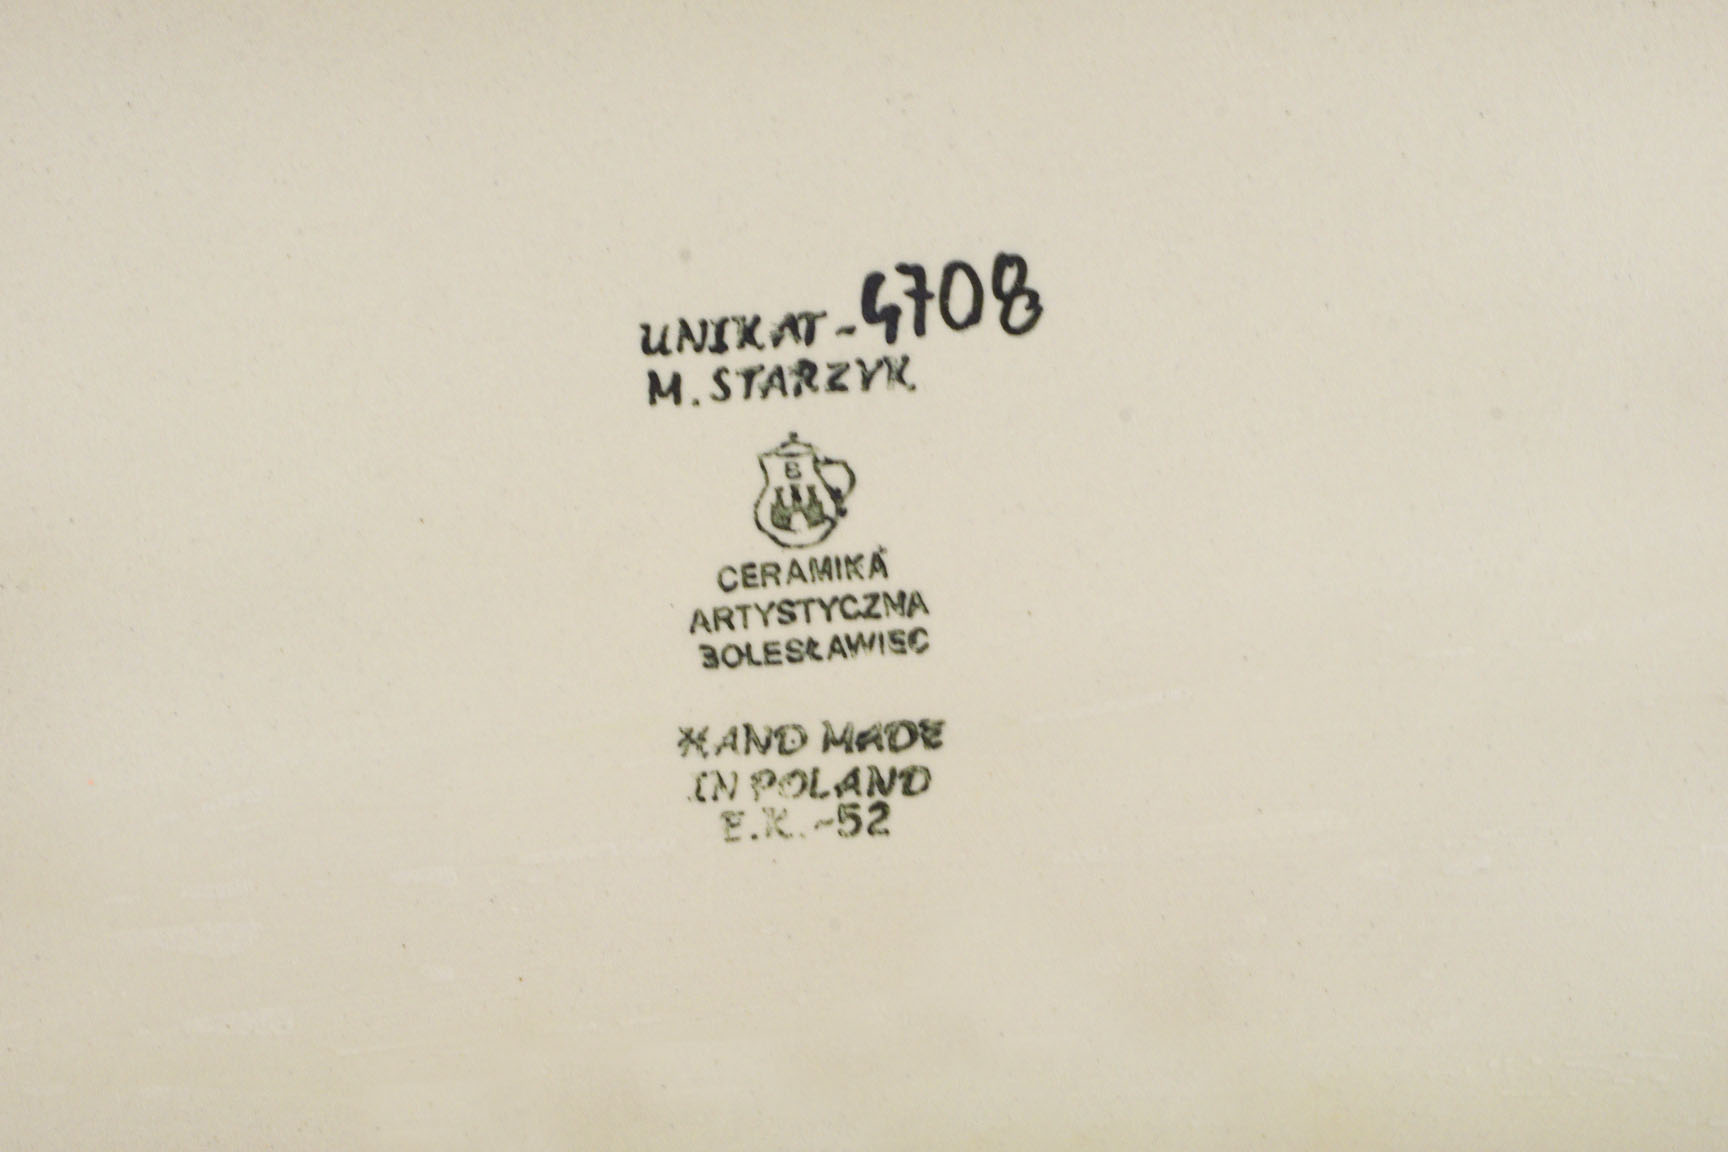 UNIKAT-4708
M. STARZYK
B
CERAMIKA
ARTYSTYCZNA
BOLESŁAWIEC
HAND MADE
IN POLAND
E.K.-52